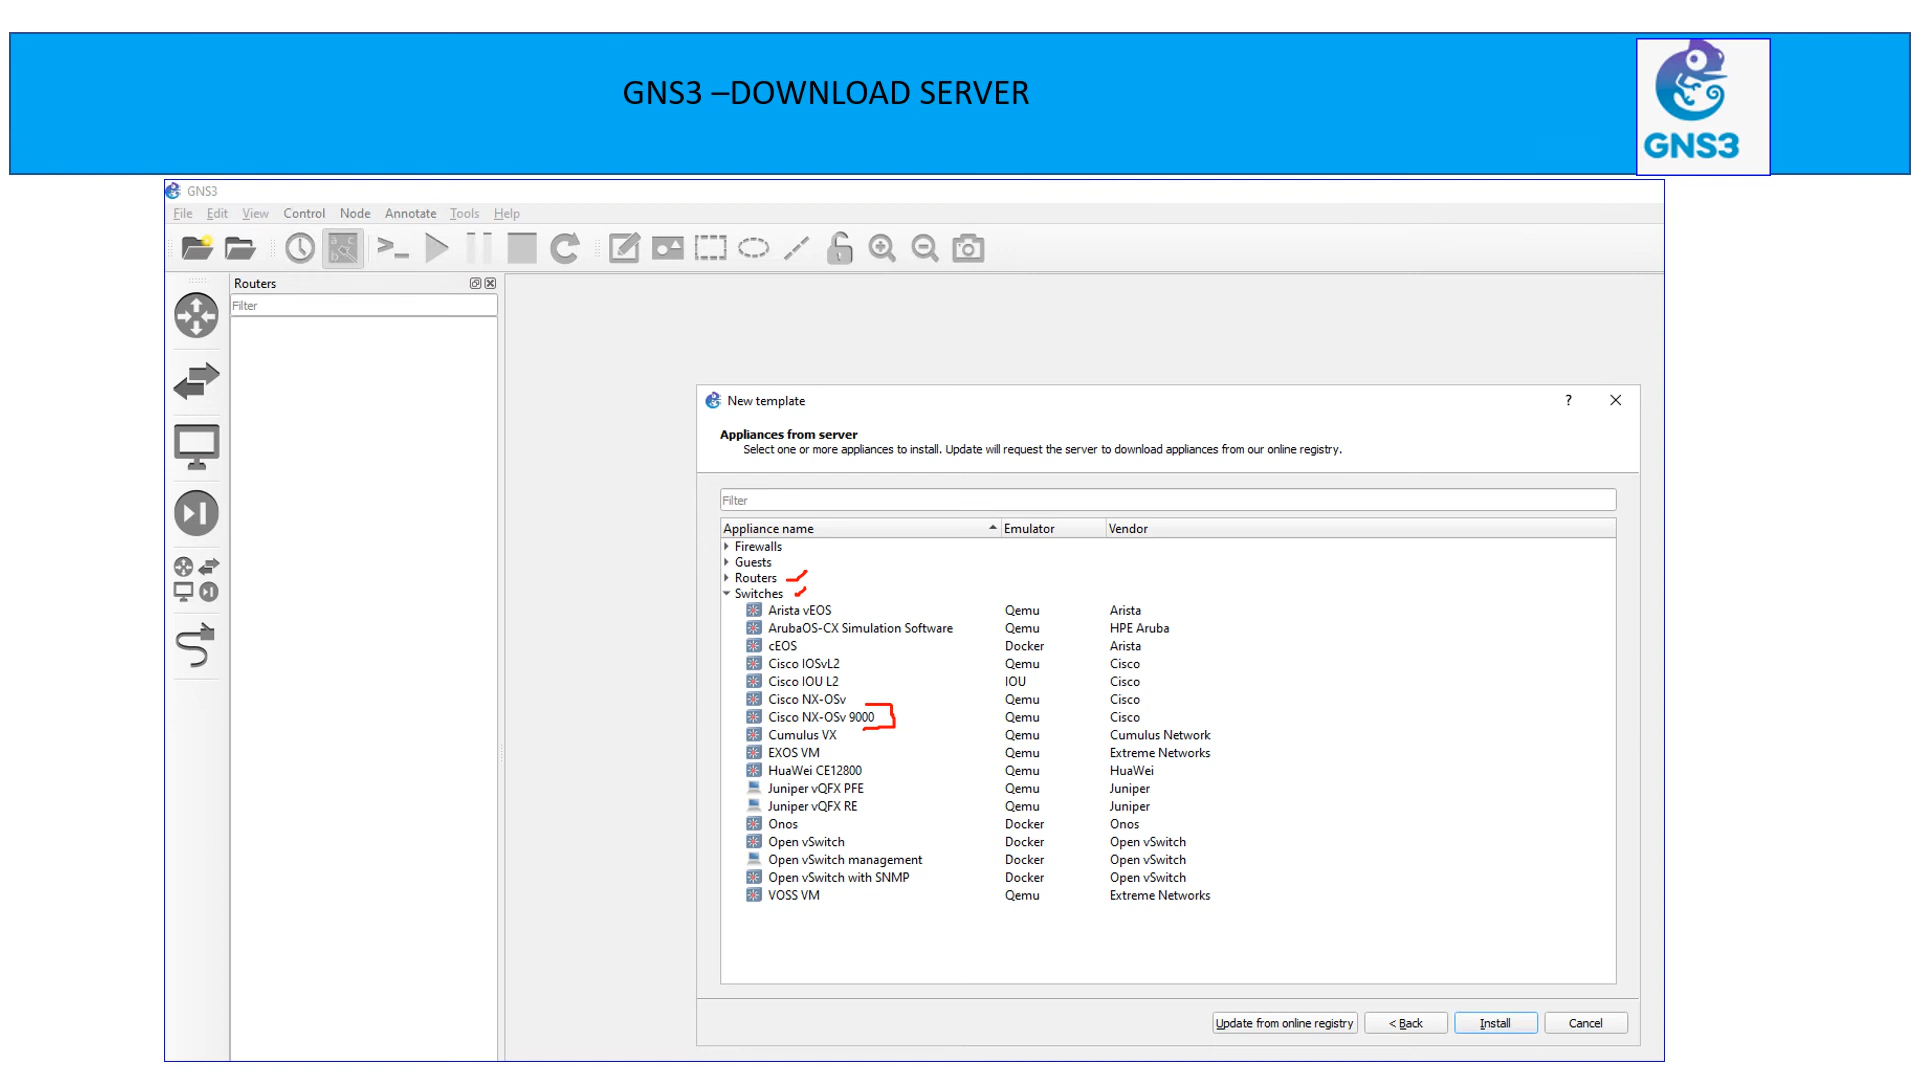 GNS3 –DOWNLOAD SERVER
GNS3
GNS3
File Edit View Control Node Annotate Tools Help
Routers
Filter
New template
?
Appliances from server
Select one or more appliances to install. Update will request the server to download appliances from our online registry.
Filter
Appliance name Emulator Vendor
Firewalls
Guests
Routers
Switches
Arista vEOS Qemu Arista
ArubaOS-CX Simulation Software Qemu HPE Aruba
cEOS Docker Arista
Cisco IOSvL2 Qemu Cisco
Cisco IOU L2 IOU Cisco
Cisco NX-OSv Qemu Cisco
Cisco NX-OSv 9000 Qemu Cisco
Cumulus VX Qemu Cumulus Network
EXOS VM Qemu Extreme Networks
HuaWei CE12800 Qemu HuaWei
Juniper vQFX PFE Qemu Juniper
Juniper vQFX RE Qemu Juniper
Onos Docker Onos
Open vSwitch Docker Open vSwitch
Open vSwitch management Docker Open vSwitch
Open vSwitch with SNMP Docker Open vSwitch
VOSS VM Qemu Extreme Networks
Update from online registry < Back Install Cancel